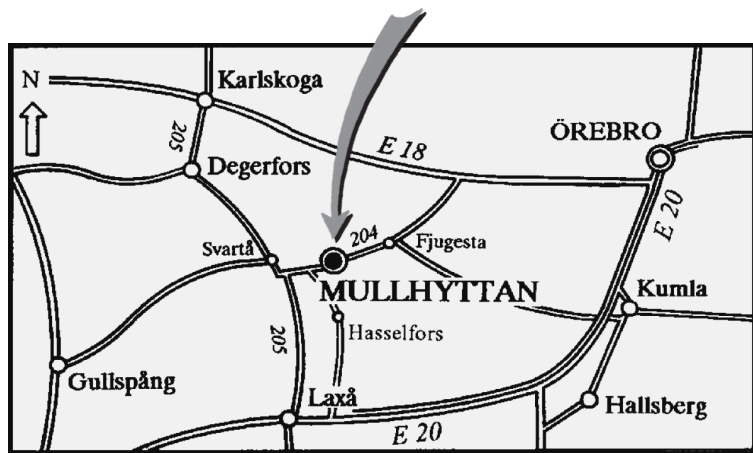 N
Karlskoga
205
E 18
ÖREBRO
Degerfors
E 20
204
Svartå
Fjugesta
MULLHYTTAN
Kumla
205
Hasselfors
Gullspång
Laxå
Hallsberg
E 20